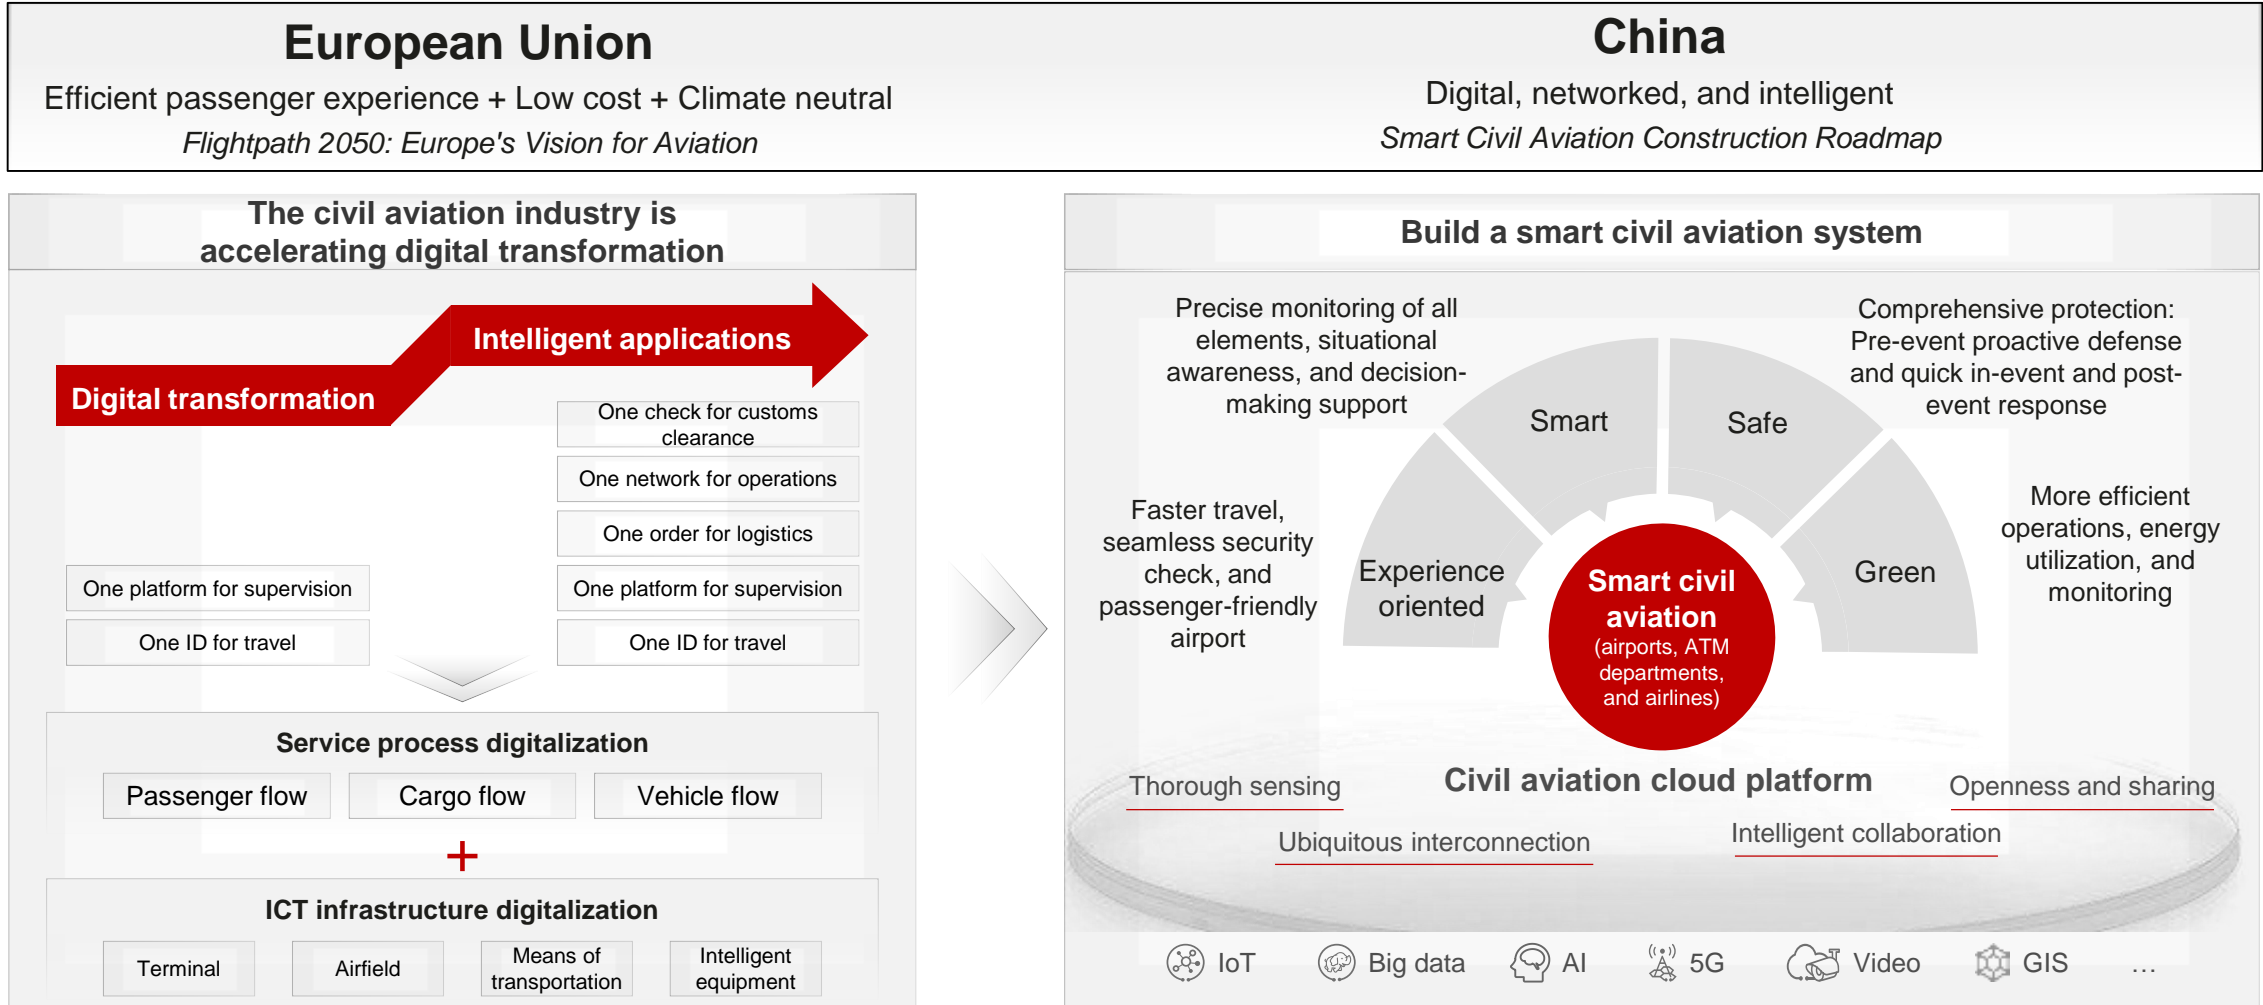 European Union
Efficient passenger experience + Low cost + Climate neutral
Flightpath 2050: Europe's Vision for Aviation
China
Digital, networked, and intelligent
Smart Civil Aviation Construction Roadmap
The civil aviation industry is
accelerating digital transformation
Intelligent applications
Digital transformation
One check for customs
clearance
One network for operations
One order for logistics
One platform for supervision
One ID for travel
One platform for supervision
One ID for travel
Service process digitalization
Passenger flow
Cargo flow
Vehicle flow
+
ICT infrastructure digitalization
Terminal
Airfield
Means of
transportation
Intelligent
equipment
Build a smart civil aviation system
Precise monitoring of all
elements, situational
awareness, and decision-
making support
Comprehensive protection:
Pre-event proactive defense
and quick in-event and post-
event response
Smart
Safe
Faster travel,
seamless security
check, and
passenger-friendly
airport
Experience
oriented
Green
More efficient
operations, energy
utilization, and
monitoring
Smart civil
aviation
(airports, ATM
departments,
and airlines)
Civil aviation cloud platform
Thorough sensing
Openness and sharing
Ubiquitous interconnection
Intelligent collaboration
IoT
Big data
AI
5G
Video
GIS
…